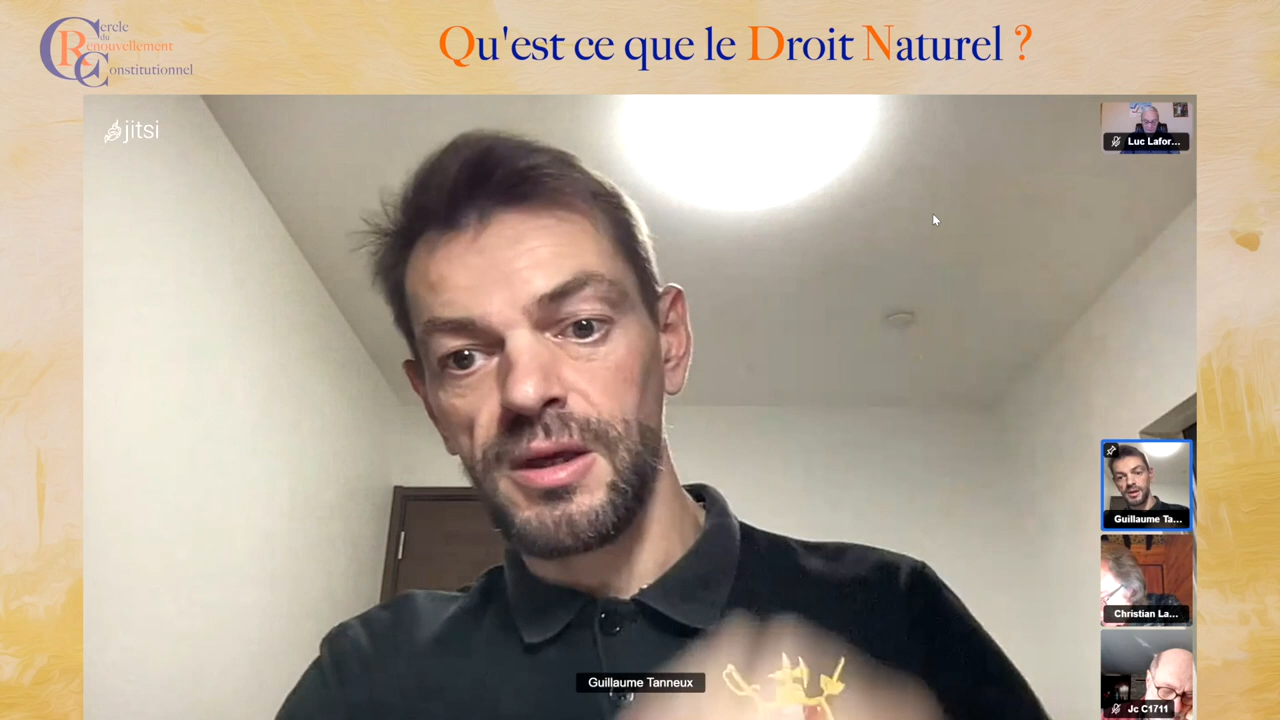 Cercle
du
Renouvellement
Constitutionnel
Qu'est ce que le Droit Naturel ?
jitsi
Luc Lafor...
Guillaume Ta...
Christian La...
Guillaume Tanneux
Jc C1711